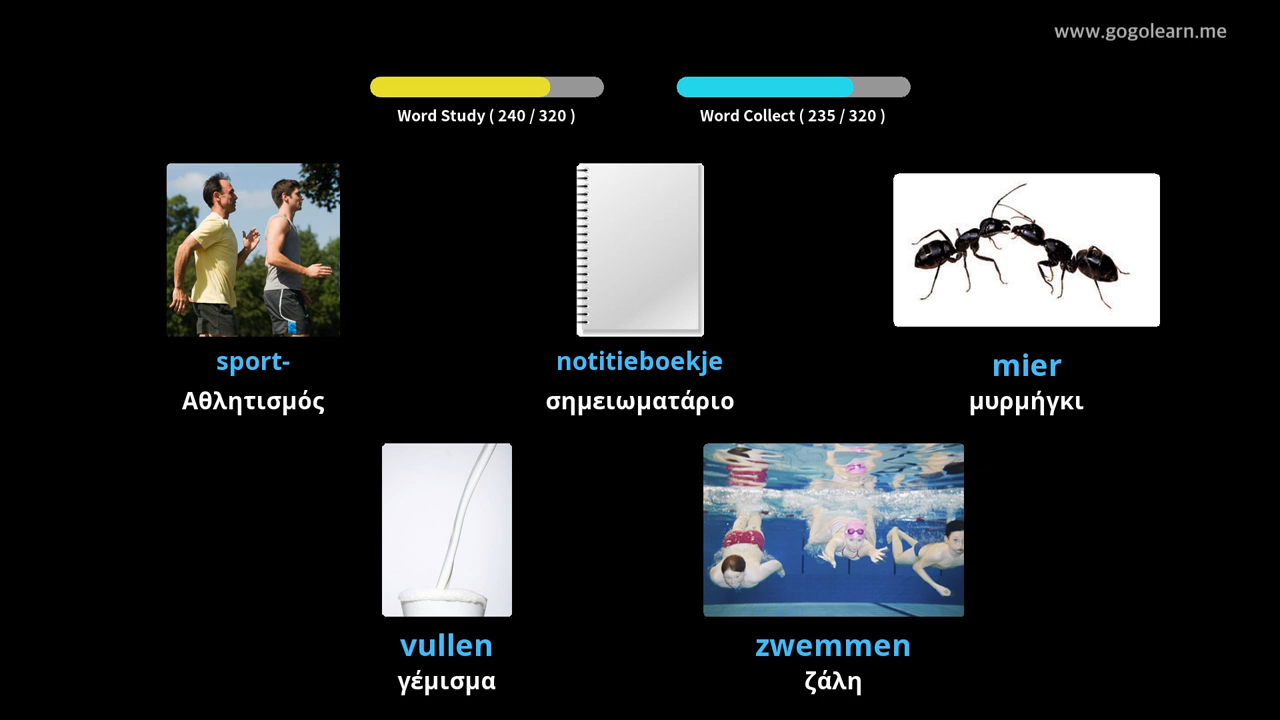 www.gogolearn.me
Word Study ( 240 / 320 )
Word Collect ( 235 / 320 )
sport-
notitieboekje
mier
Αθλητισμός
σημειωματάριο
μυρμήγκι
vullen
zwemmen
γέμισμα
ζάλη